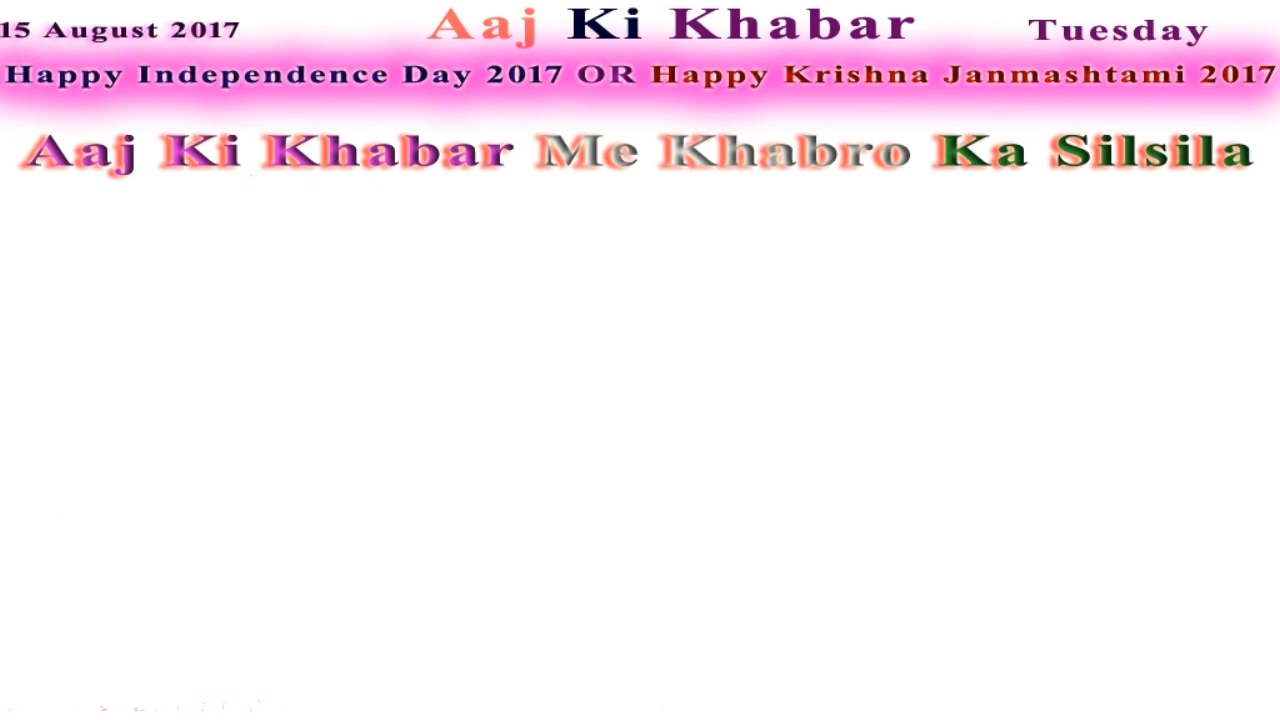 15 August 2017 Aaj Ki Khabar Tuesday
Happy Independence Day 2017 OR Happy Krishna Janmashtami 2017
Aaj Ki Khabar Me Khabro Ka Silsila